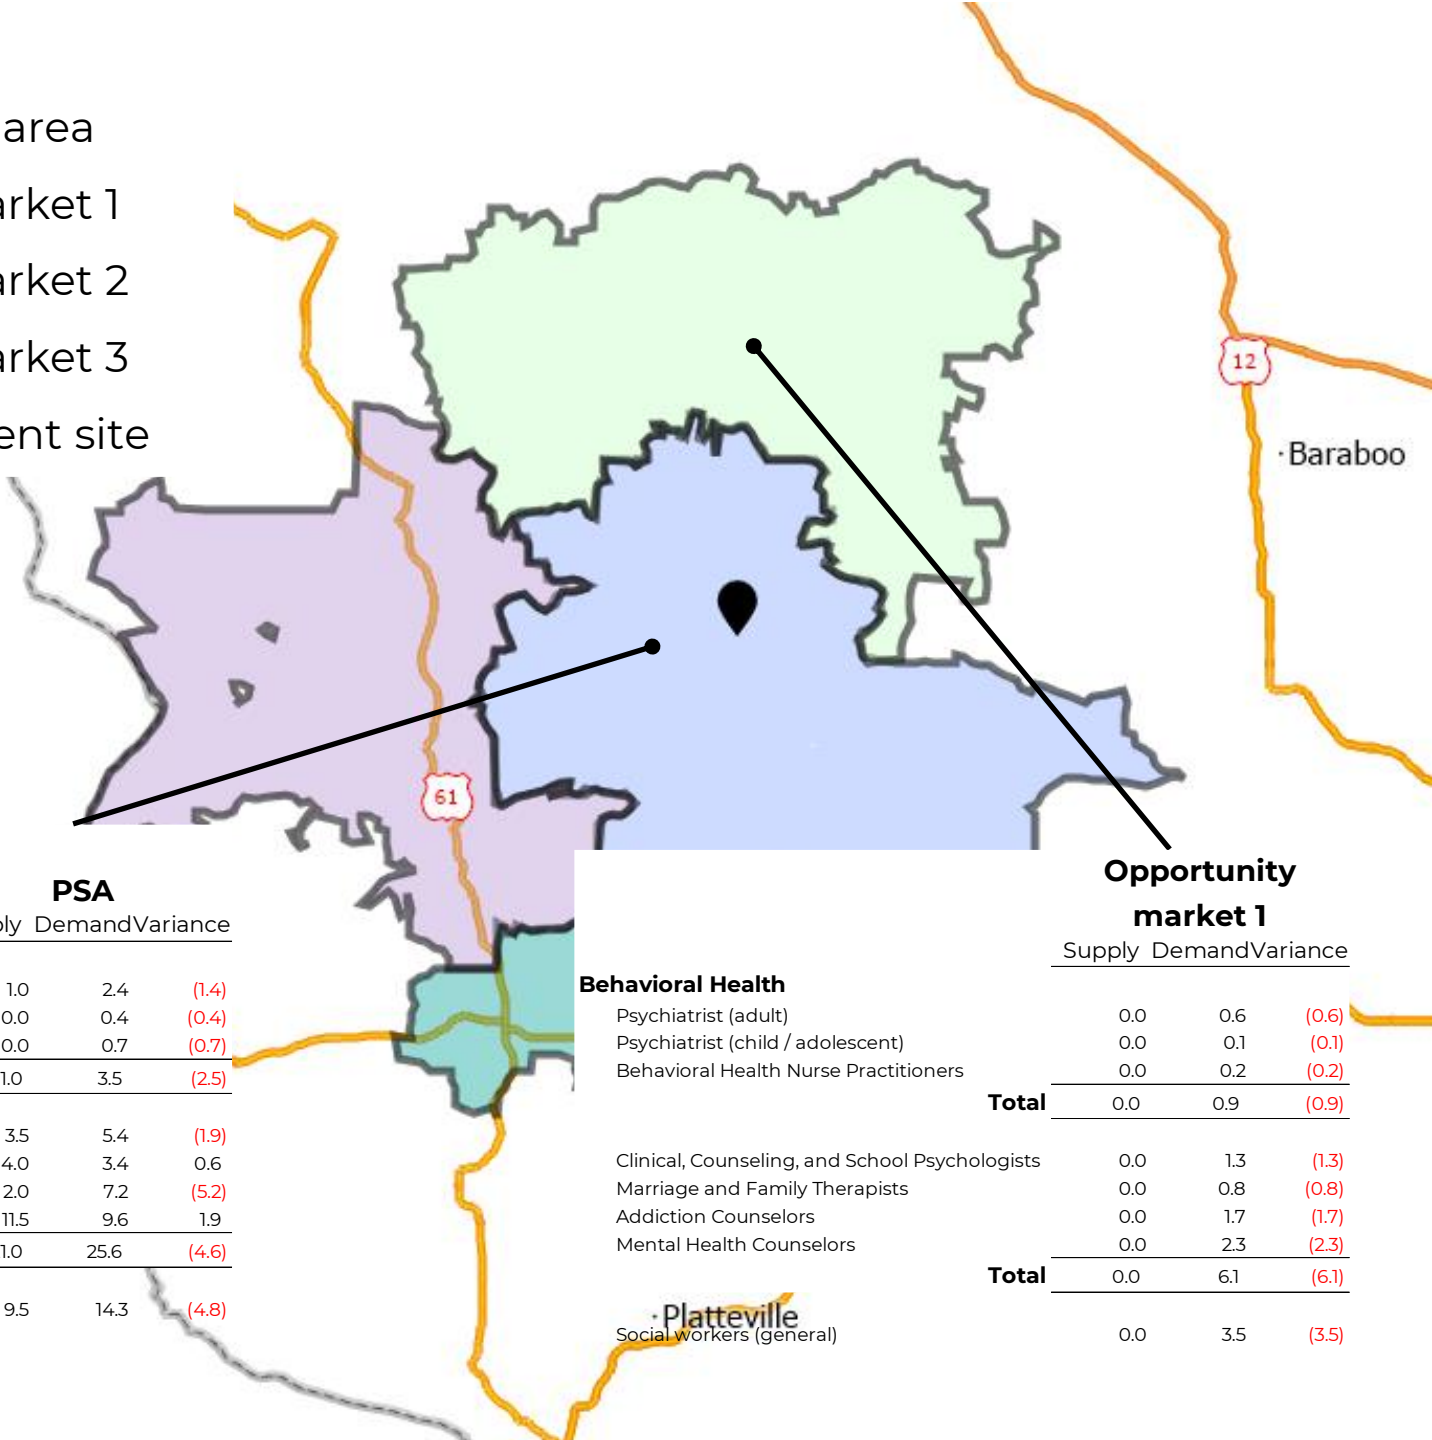 area
arket 1
arket 2
arket 3
ent site
12
Baraboo
61
PSA
ply Demand Variance
1.0 2.4 (1.4)
0.0 0.4 (0.4)
0.0 0.7 (0.7)
1.0 3.5 (2.5)
3.5 5.4 (1.9)
4.0 3.4 0.6
2.0 7.2 (5.2)
11.5 9.6 1.9
1.0 25.6 (4.6)
9.5 14.3 (4.8)
Opportunity
market 1
Supply Demand Variance
Behavioral Health
Psychiatrist (adult) 0.0 0.6 (0.6)
Psychiatrist (child / adolescent) 0.0 0.1 (0.1)
Behavioral Health Nurse Practitioners 0.0 0.2 (0.2)
Total 0.0 0.9 (0.9)
Clinical, Counseling, and School Psychologists 0.0 1.3 (1.3)
Marriage and Family Therapists 0.0 0.8 (0.8)
Addiction Counselors 0.0 1.7 (1.7)
Mental Health Counselors 0.0 2.3 (2.3)
Total 0.0 6.1 (6.1)
Platteville
Social workers (general) 0.0 3.5 (3.5)